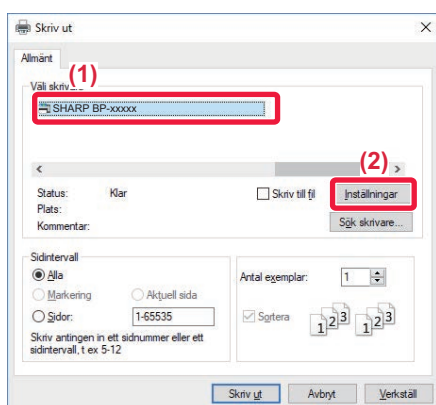 Skriv ut
Allmänt
(1)
Välj skrivare
SHARP BP-xxxxx
(2)
Status: Klar
Skriv till fil
Inställningar
Plats:
Kommentar:
Sök skrivare...
Sidintervall
Alla
Markering
Aktuell sida
Sidor: 1-65535
Skriv antingen in ett sidnummer eller ett
sidintervall, t ex 5-12
Antal exemplar: 1
Sortera
1 2 3 1 2 3
Skriv ut Avbryt Verkställ